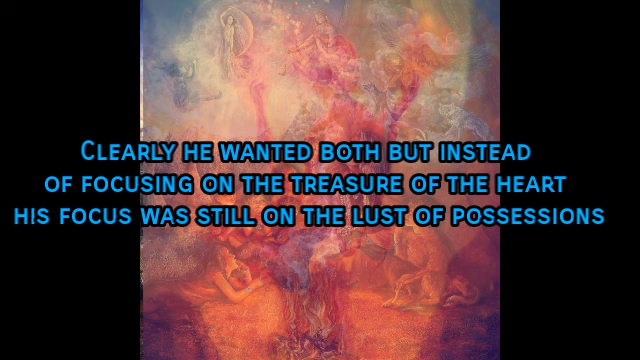 Clearly he wanted both but instead
of focusing on the treasure of the heart
his focus was still on the lust of possessions